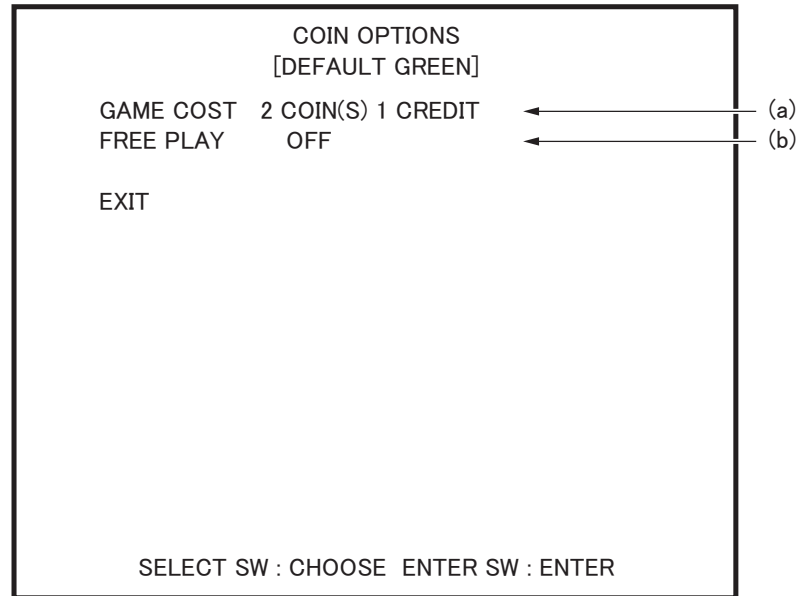 COIN OPTIONS
[DEFAULT GREEN]
GAME COST 2 COIN(S) 1 CREDIT (a)
FREE PLAY OFF (b)
EXIT
SELECT SW : CHOOSE ENTER SW : ENTER